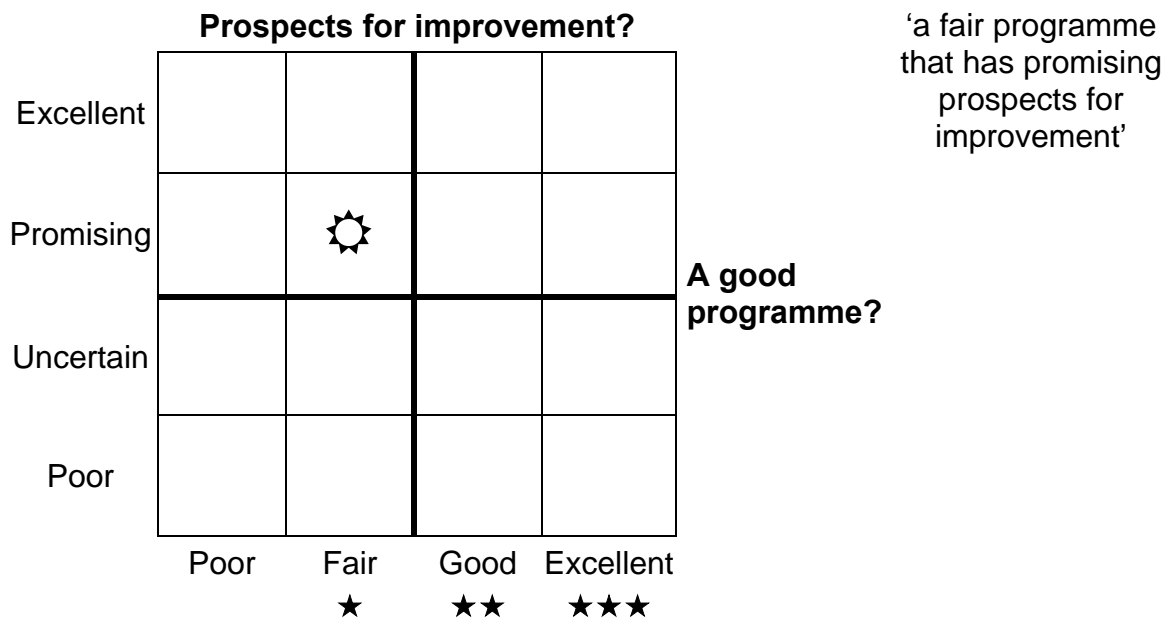 Prospects for improvement?
‘a fair programme
that has promising
prospects for
improvement’
Excellent
Promising
A good
programme?
Uncertain
Poor
Poor Fair Good Excellent
★ ★★ ★★★